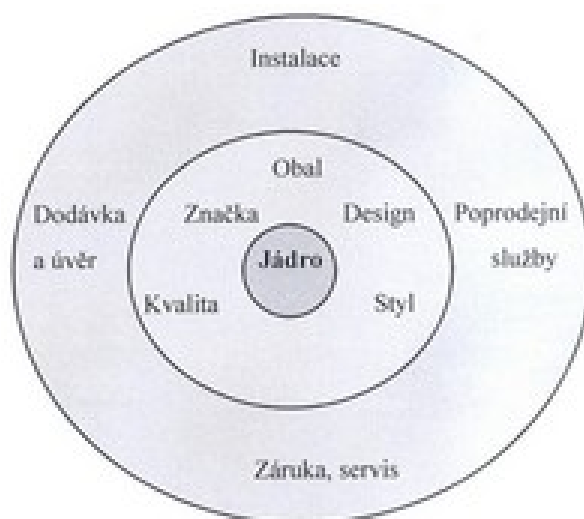 Instalace
Obal
Dodávka
a úvěr
Značka
Design
Poprodejní
služby
Jádro
Kvalita
Styl
Záruka, servis